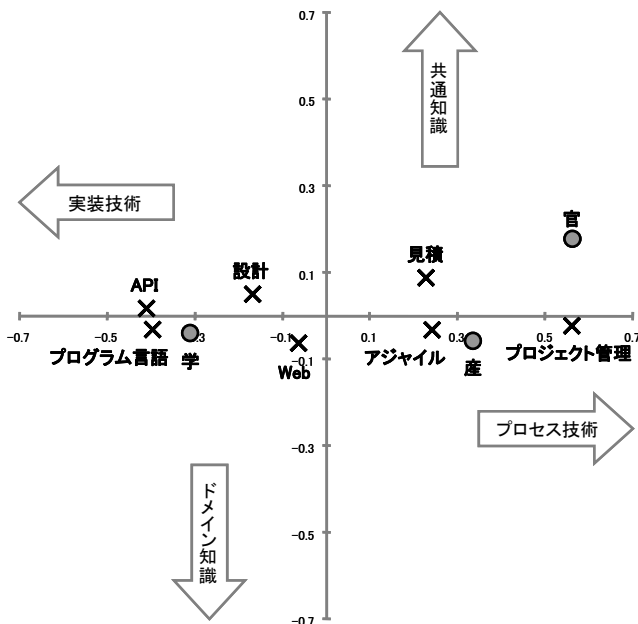 0.7
共通知識
0.5
0.3
実装技術
官
見積
設計
0.1
API
-0.7
-0.5
-0.3
-0.1
0.1
0.3
0.5
0.7
プログラム言語
学
Web
-0.1
アジャイル
産
プロジェクト管理
プロセス技術
-0.3
ドメイン知識
-0.5
-0.7